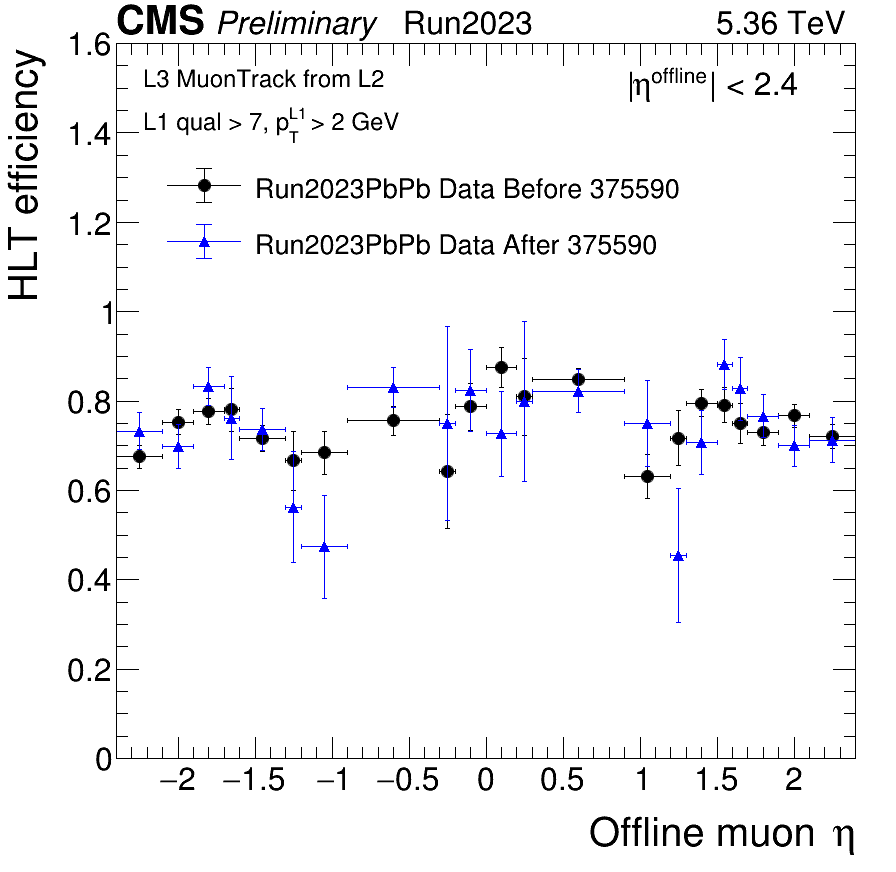 CMS Preliminary Run2023 5.36 TeV
HLT efficiency
L3 MuonTrack from L2
|η^offline| < 2.4
L1 qual > 7, p_T^L1 > 2 GeV
Run2023PbPb Data Before 375590
Run2023PbPb Data After 375590
1.6
1.4
1.2
1
0.8
0.6
0.4
0.2
0
−2 −1.5 −1 −0.5 0 0.5 1 1.5 2
Offline muon η